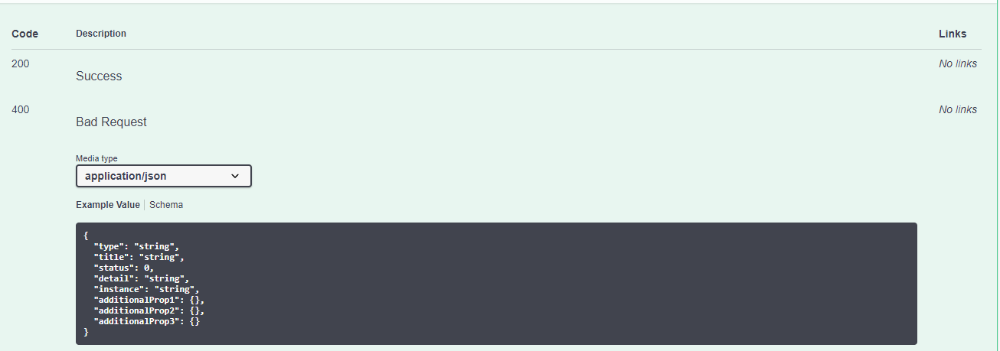 Code Description Links
200 Success No links
400 Bad Request No links
Media type
application/json
Example Value Schema
{
  "type": "string",
  "title": "string",
  "status": 0,
  "detail": "string",
  "instance": "string",
  "additionalProp1": {},
  "additionalProp2": {},
  "additionalProp3": {}
}